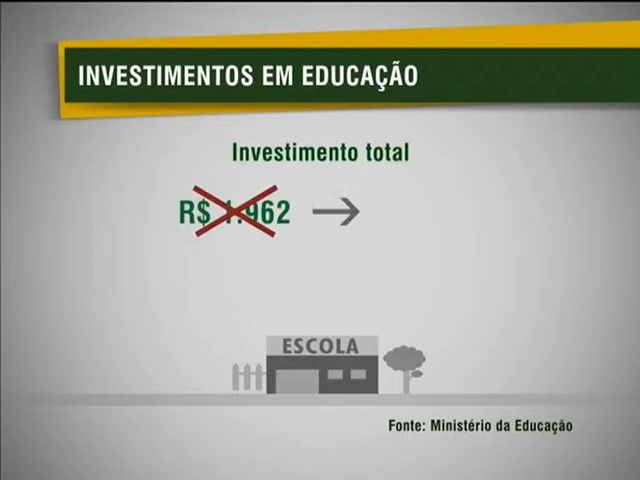 INVESTIMENTOS EM EDUCAÇÃO
Investimento total
R$ 1.962
ESCOLA
Fonte: Ministério da Educação